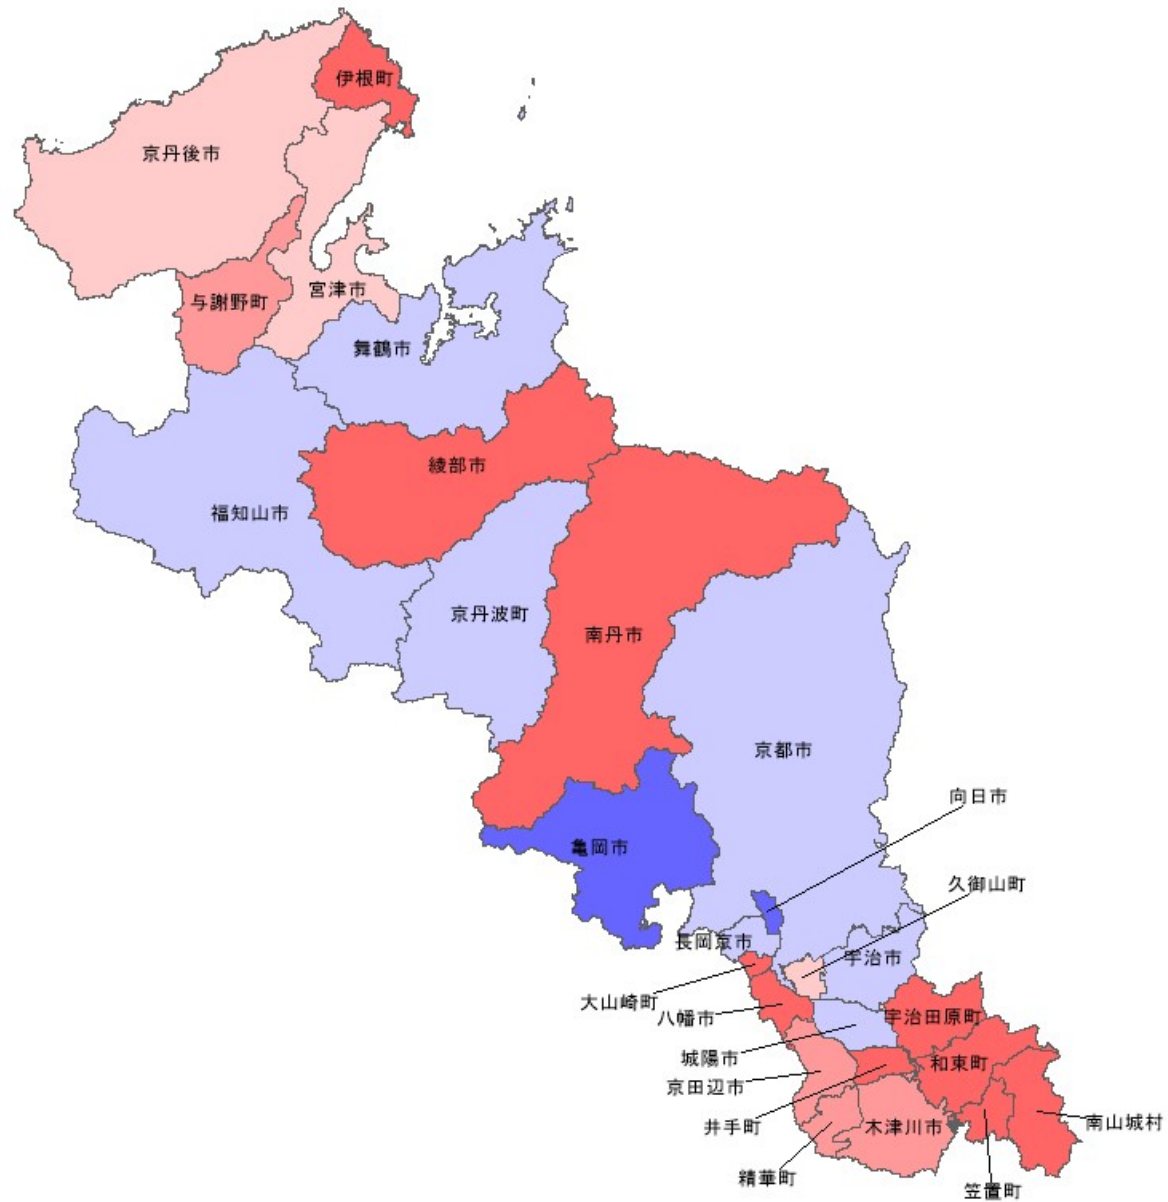 伊根町
京丹後市
宮津市
与謝野町
舞鶴市
綾部市
福知山市
京丹波町
南丹市
京都市
向日市
亀岡市
久御山町
長岡京市
宇治市
大山崎町
八幡市
宇治田原町
城陽市
和束町
京田辺市
井手町
木津川市
南山城村
精華町
笠置町